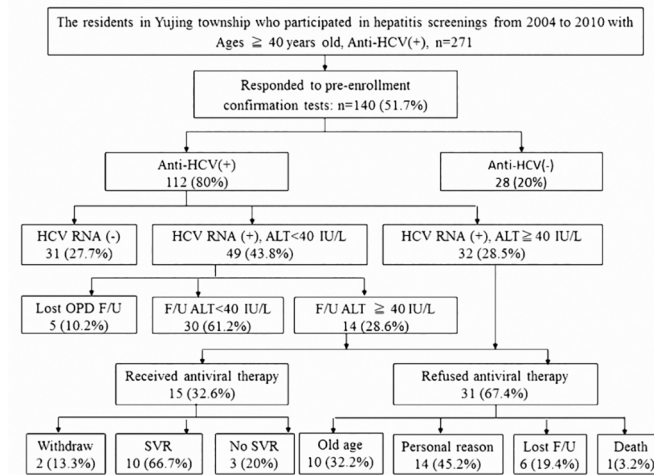 The residents in Yujing township who participated in hepatitis screenings from 2004 to 2010 with
Ages ≧ 40 years old, Anti-HCV(+), n=271
Responded to pre-enrollment
confirmation tests: n=140 (51.7%)
Anti-HCV(+)
112 (80%)
Anti-HCV(-)
28 (20%)
HCV RNA (-)
31 (27.7%)
HCV RNA (+), ALT<40 IU/L
49 (43.8%)
HCV RNA (+), ALT≧40 IU/L
32 (28.5%)
Lost OPD F/U
5 (10.2%)
F/U ALT<40 IU/L
30 (61.2%)
F/U ALT ≧ 40 IU/L
14 (28.6%)
Received antiviral therapy
15 (32.6%)
Refused antiviral therapy
31 (67.4%)
Withdraw
2 (13.3%)
SVR
10 (66.7%)
No SVR
3 (20%)
Old age
10 (32.2%)
Personal reason
14 (45.2%)
Lost F/U
6 (19.4%)
Death
1(3.2%)